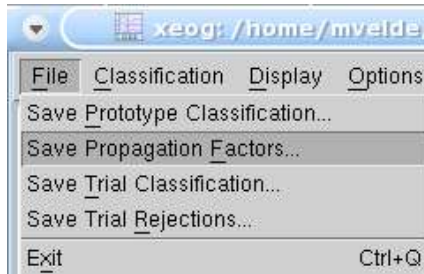 xeog: /home/mvelde/
File Classification Display Options
Save Prototype Classification...
Save Propagation Factors...
Save Trial Classification...
Save Trial Rejections...
Exit Ctrl+Q